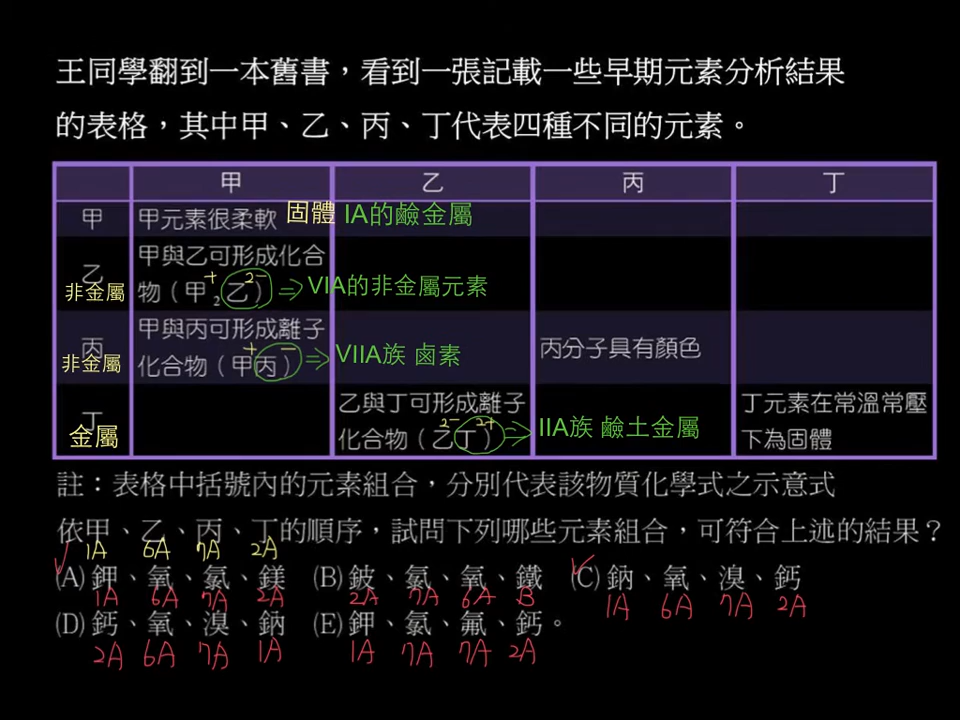 王同學翻到一本舊書，看到一張記載一些早期元素分析結果
的表格，其中甲、乙、丙、丁代表四種不同的元素。
甲 乙 丙 丁
甲 甲元素很柔軟 固體 IA的鹼金屬
乙 非金屬 甲與乙可形成化合
物（甲⁺₂乙²⁻）⇒ VIA的非金屬元素
丙 非金屬 甲與丙可形成離子 丙分子具有顏色
化合物（甲⁺丙⁻）⇒ VIIA族 鹵素
丁 金屬 乙與丁可形成離子 丁元素在常溫常壓
化合物（乙²⁻丁²⁺）⇒ IIA族 鹼土金屬 下為固體
註：表格中括號內的元素組合，分別代表該物質化學式之示意式
依甲、乙、丙、丁的順序，試問下列哪些元素組合，可符合上述的結果？
1A 6A 7A 2A
✓(A) 鉀、氧、氯、鎂 (B) 鈹、氯、氧、鐵 ✓(C) 鈉、氧、溴、鈣
1A 6A 7A 2A 2A 7A 6A B 1A 6A 7A 2A
(D) 鈣、氧、溴、鈉 (E) 鉀、氯、氟、鈣。
2A 6A 7A 1A 1A 7A 7A 2A